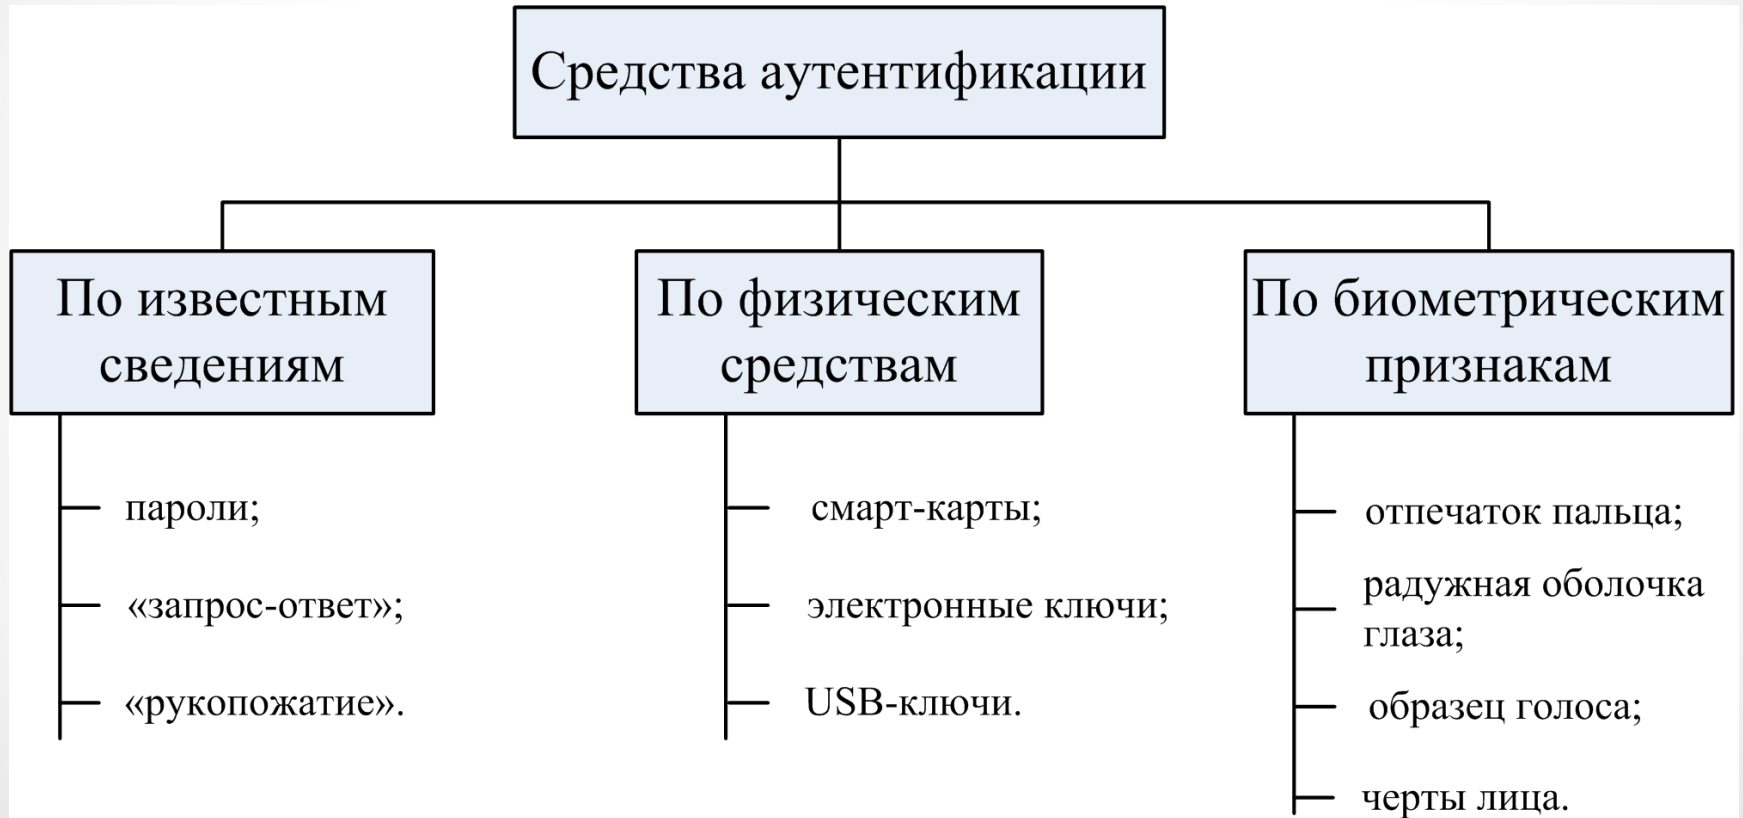 Средства аутентификации
По известным
сведениям
пароли;
«запрос-ответ»;
«рукопожатие».
По физическим
средствам
смарт-карты;
электронные ключи;
USB-ключи.
По биометрическим
признакам
отпечаток пальца;
радужная оболочка
глаза;
образец голоса;
черты лица.